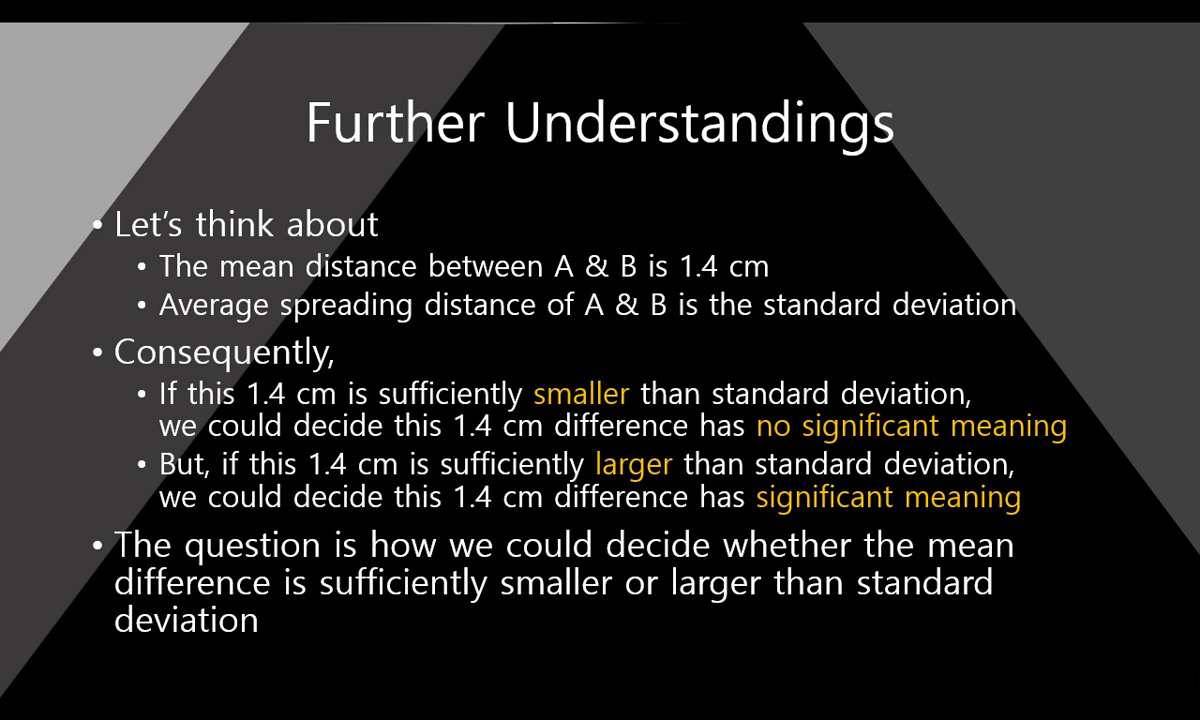 Further Understandings
• Let’s think about
• The mean distance between A & B is 1.4 cm
• Average spreading distance of A & B is the standard deviation
• Consequently,
• If this 1.4 cm is sufficiently smaller than standard deviation,
we could decide this 1.4 cm difference has no significant meaning
• But, if this 1.4 cm is sufficiently larger than standard deviation,
we could decide this 1.4 cm difference has significant meaning
• The question is how we could decide whether the mean
difference is sufficiently smaller or larger than standard
deviation